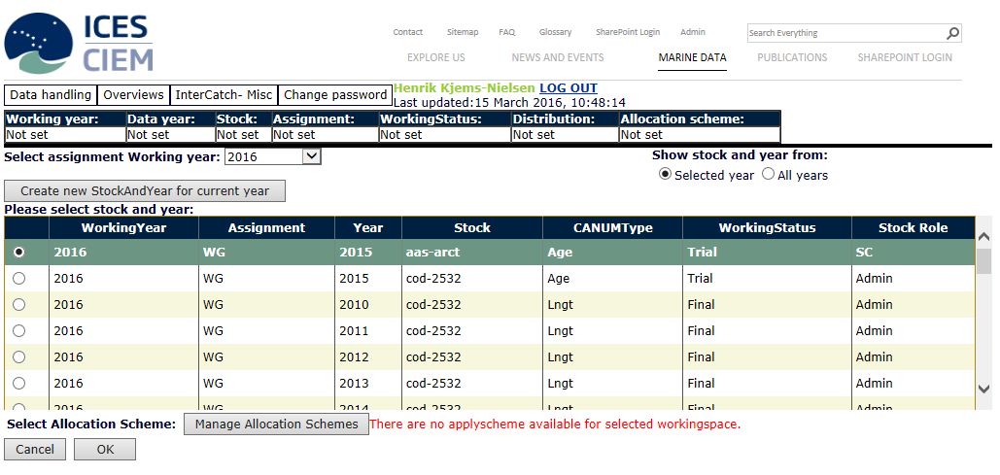 ICES
CIEM
Contact Sitemap FAQ Glossary SharePoint Login Admin Search Everything
EXPLORE US NEWS AND EVENTS MARINE DATA PUBLICATIONS SHAREPOINT LOGIN
Data handling Overviews InterCatch- Misc Change password Henrik Kjems-Nielsen LOG OUT
Last updated:15 March 2016, 10:48:14
Working year: Data year: Stock: Assignment: WorkingStatus: Distribution: Allocation scheme:
Not set Not set Not set Not set Not set Not set Not set
Select assignment Working year: 2016 Show stock and year from:
Selected year All years
Create new StockAndYear for current year
Please select stock and year:
WorkingYear Assignment Year Stock CANUMType WorkingStatus Stock Role
2016 WG 2015 aas-arct Age Trial SC
2016 WG 2015 cod-2532 Age Trial Admin
2016 WG 2010 cod-2532 Lngt Final Admin
2016 WG 2011 cod-2532 Lngt Final Admin
2016 WG 2012 cod-2532 Lngt Final Admin
2016 WG 2013 cod-2532 Lngt Final Admin
2016 WG 2014 cod-2532 Lngt Final Admin
Select Allocation Scheme: Manage Allocation Schemes There are no applyscheme available for selected workingspace.
Cancel OK